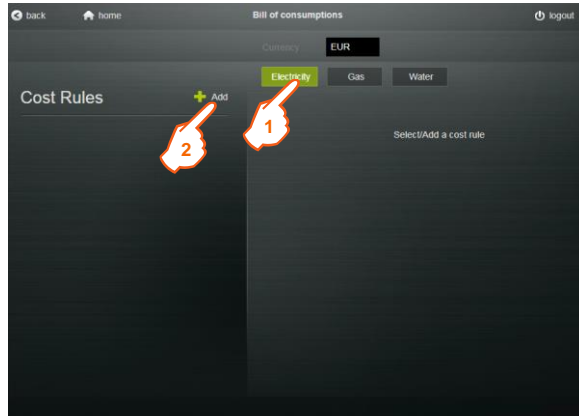 back home Bill of consumptions logout
Currency EUR
Electricity Gas Water
Cost Rules Add
1
2
Select/Add a cost rule